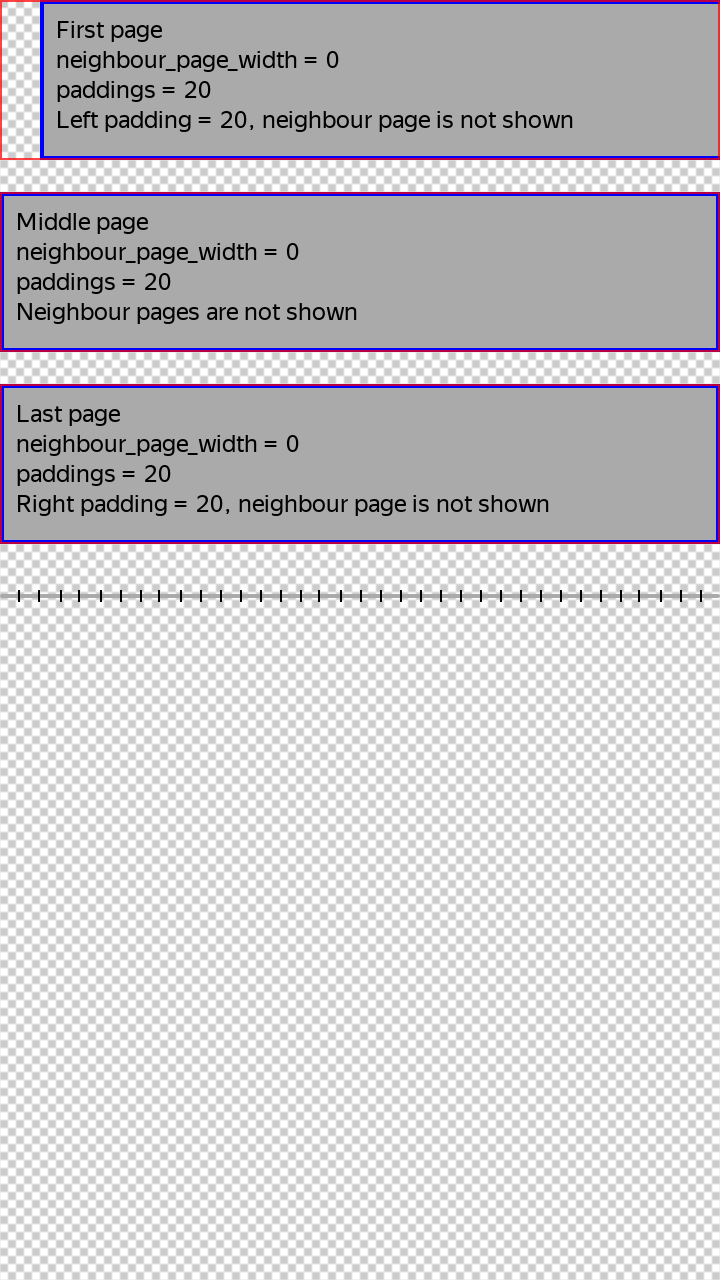 First page
neighbour_page_width = 0
paddings = 20
Left padding = 20, neighbour page is not shown
Middle page
neighbour_page_width = 0
paddings = 20
Neighbour pages are not shown
Last page
neighbour_page_width = 0
paddings = 20
Right padding = 20, neighbour page is not shown